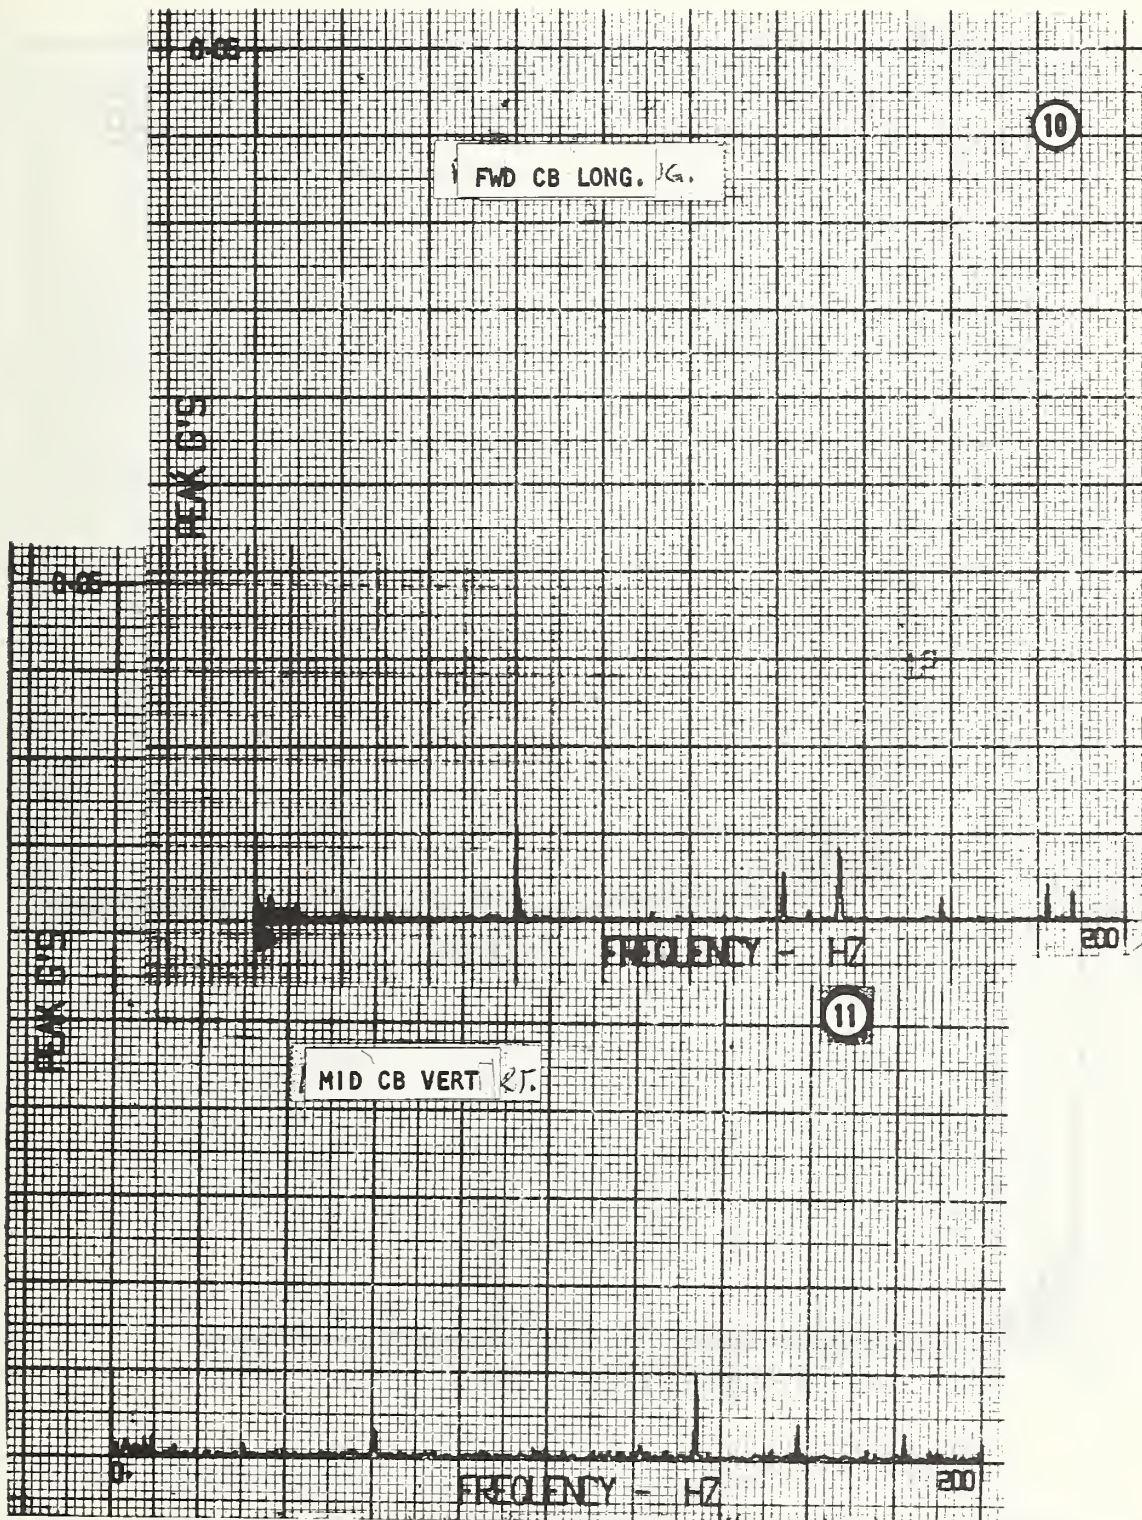 0.05
10
FWD CB LONG. G.
PEAK G'S
0.05
200
FREQUENCY - HZ
PEAK G'S
11
MID CB VERT RT.
0.
200
FREQUENCY - HZ